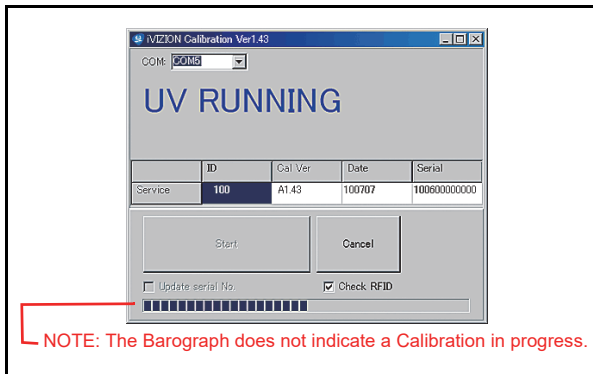 iVIZION Calibration Ver1.43
COM: COM5
UV RUNNING
ID Cal Ver Date Serial
Service 100 A1.43 100707 100600000000
Start Cancel
Update serial No. Check RFID
NOTE: The Barograph does not indicate a Calibration in progress.